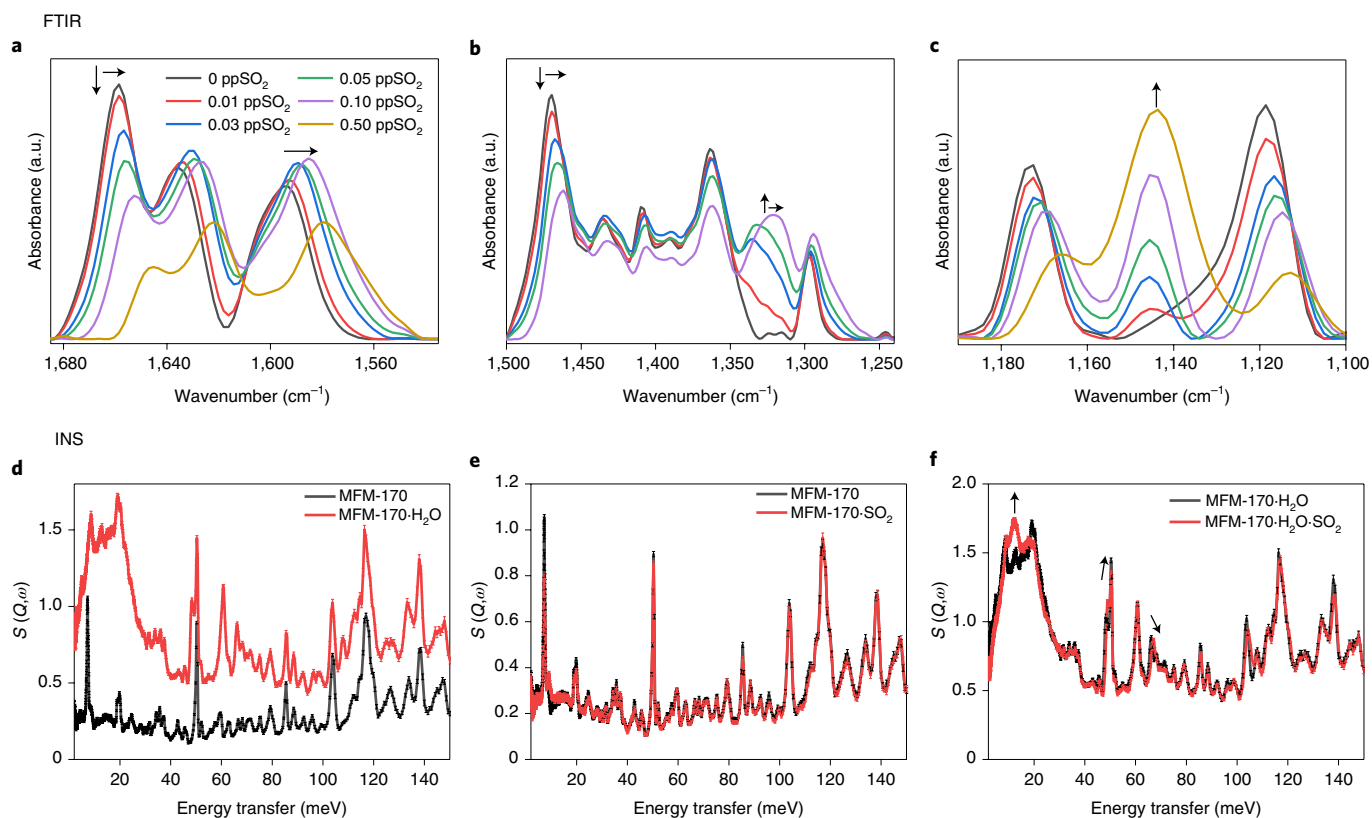 FTIR
a
b
c
0 ppSO₂
0.05 ppSO₂
0.01 ppSO₂
0.10 ppSO₂
0.03 ppSO₂
0.50 ppSO₂
Absorbance (a.u.)
Absorbance (a.u.)
Absorbance (a.u.)
1,680 1,630 1,600 1,560
1,500 1,450 1,400 1,350 1,300 1,250
1,180 1,160 1,140 1,120 1,100
Wavenumber (cm⁻¹)
Wavenumber (cm⁻¹)
Wavenumber (cm⁻¹)
INS
d
MFM-170
MFM-170·H₂O
S (Q,ω)
1.5
1.0
0.5
0
20 40 60 80 100 120 140
Energy transfer (meV)
e
MFM-170
MFM-170·SO₂
S (Q,ω)
1.2
1.0
0.8
0.6
0.4
0.2
0
20 40 60 80 100 120 140
Energy transfer (meV)
f
MFM-170·H₂O
MFM-170·H₂O·SO₂
S (Q,ω)
2.0
1.5
1.0
0.5
0
20 40 60 80 100 120 140
Energy transfer (meV)